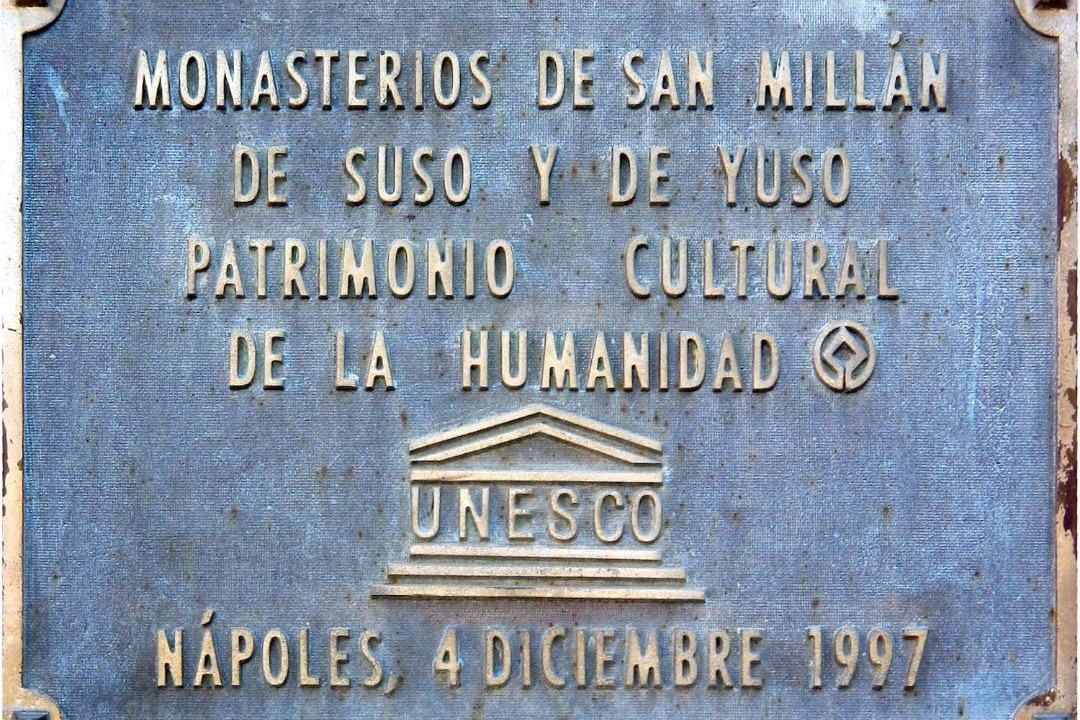 MONASTERIOS DE SAN MILLÁN
DE SUSO Y DE YUSO
PATRIMONIO CULTURAL
DE LA HUMANIDAD
UNESCO
NÁPOLES, 4 DICIEMBRE 1997